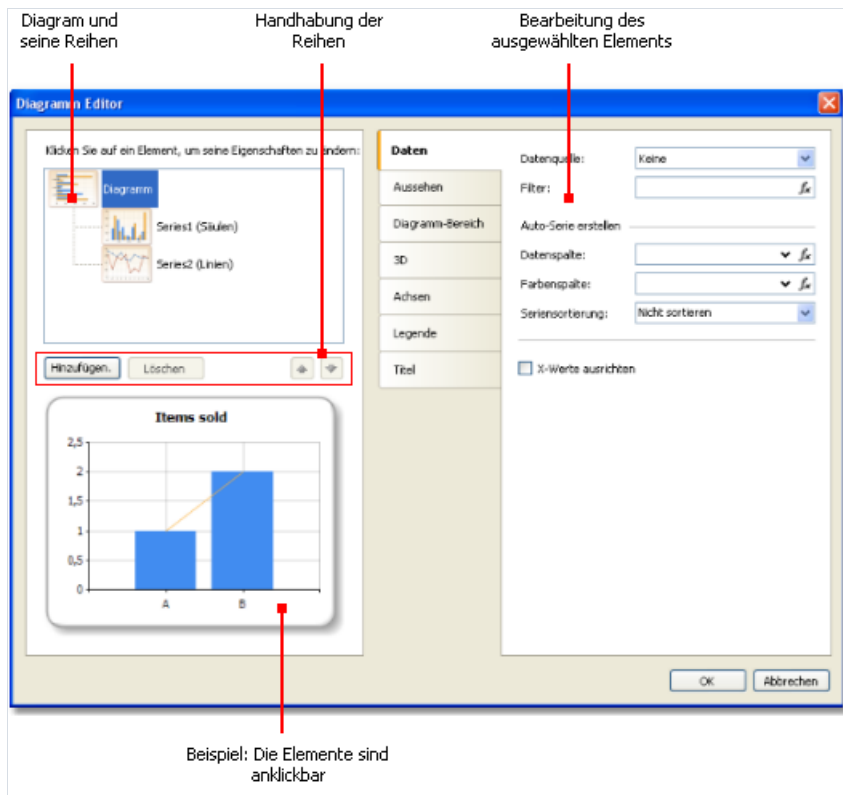 Diagram und
seine Reihen
Handhabung der
Reihen
Bearbeitung des
ausgewählten Elements
Diagramm Editor
Klicken Sie auf ein Element, um seine Eigenschaften zu ändern:
Diagramm
Series1 (Säulen)
Series2 (Linien)
Hinzufügen.
Löschen
Items sold
2,5
2
1,5
1
0,5
0
A
B
Daten
Aussehen
Diagramm-Bereich
3D
Achsen
Legende
Titel
Datenquelle:
Keine
Filter:
fx
Auto-Serie erstellen
Datenspalte:
fx
Farbenspalte:
fx
Seriensortierung:
Nicht sortieren
X-Werte ausrichten
OK
Abbrechen
Beispiel: Die Elemente sind
anklickbar